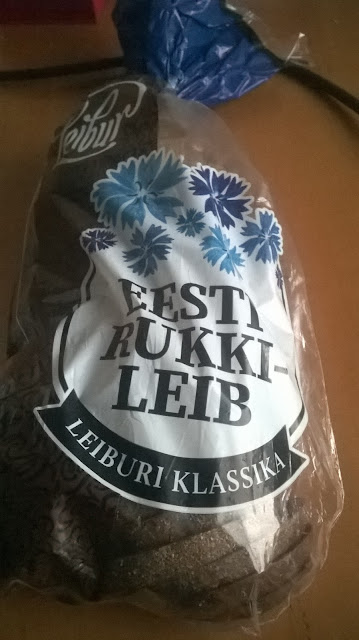 Leibur
EESTI
RUKKI-
LEIB
LEIBURI KLASSIKA